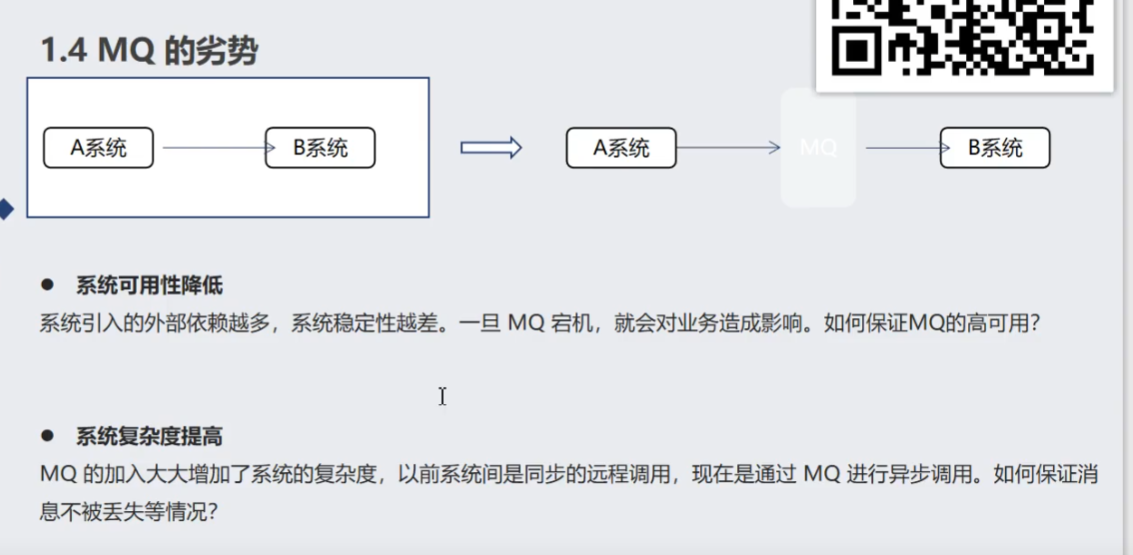 1.4 MQ 的劣势
A系统
B系统
A系统
MQ
B系统
系统可用性降低
系统引入的外部依赖越多，系统稳定性越差。一旦 MQ 宕机，就会对业务造成影响。如何保证MQ的高可用？
系统复杂度提高
MQ 的加入大大增加了系统的复杂度，以前系统间是同步的远程调用，现在是通过 MQ 进行异步调用。如何保证消
息不被丢失等情况？